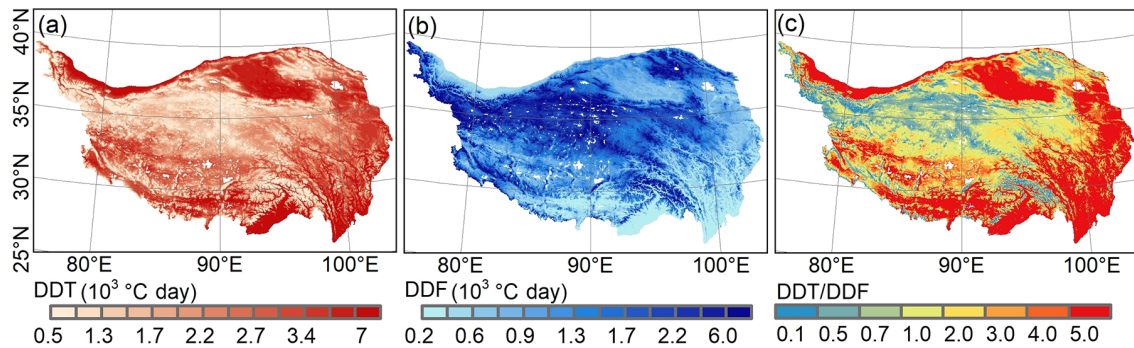 (a)
(b)
(c)
40°N
35°N
30°N
25°N
80°E 90°E 100°E
80°E 90°E 100°E
80°E 90°E 100°E
DDT (10³ °C day)
0.5 1.3 1.7 2.2 2.7 3.4 7
DDF (10³ °C day)
0.2 0.6 0.9 1.3 1.7 2.2 6.0
DDT/DDF
0.1 0.5 0.7 1.0 2.0 3.0 4.0 5.0